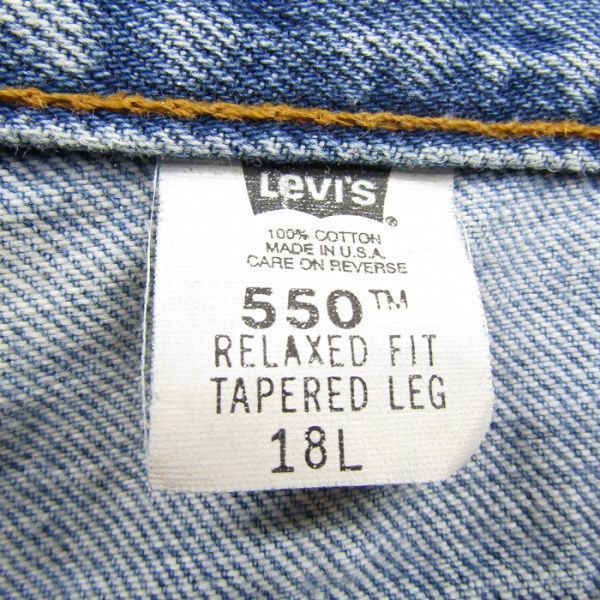 Levi's ®
100% COTTON
MADE IN U.S.A.
CARE ON REVERSE
550™
RELAXED FIT
TAPERED LEG
18L